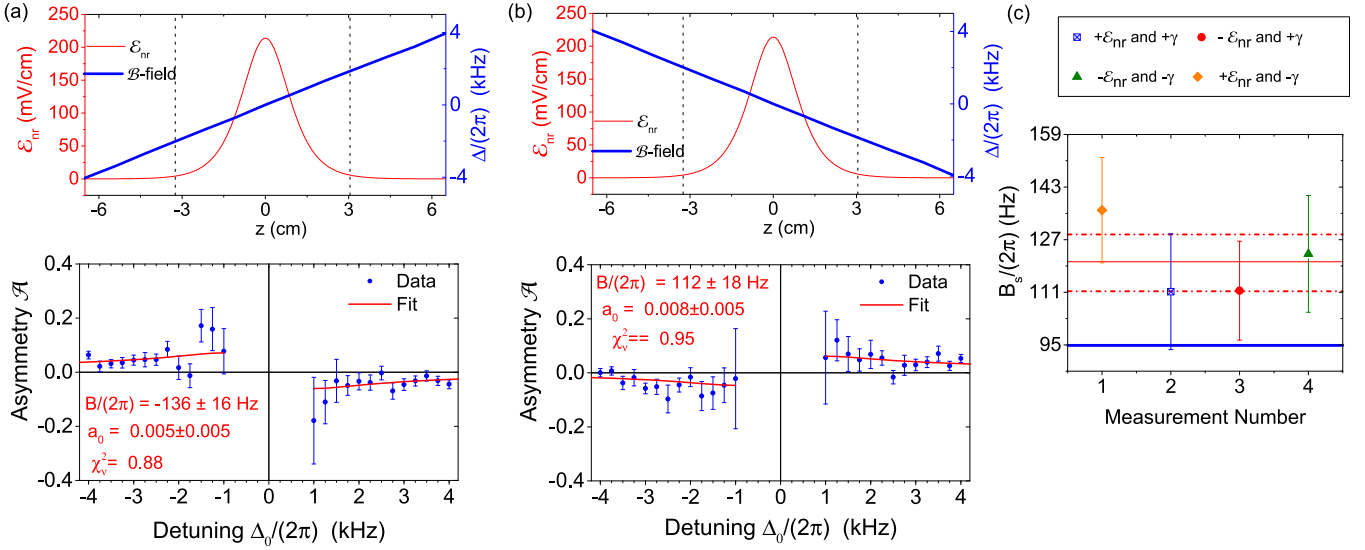 (a)
250
200
150
100
50
0
ℰnr (mV/cm)
ℰnr
ℬ-field
4
0
-4
Δ/(2π) (kHz)
-6 -3 0 3 6
z (cm)
0.4
0.2
0.0
-0.2
-0.4
Asymmetry 𝒜
Data
Fit
B/(2π) = -136 ± 16 Hz
a₀ = 0.005±0.005
χᵥ²= 0.88
-4 -3 -2 -1 0 1 2 3 4
Detuning Δ₀/(2π) (kHz)
(b)
250
200
150
100
50
0
ℰnr (mV/cm)
ℰnr
ℬ-field
4
0
-4
Δ/(2π) (kHz)
-6 -3 0 3 6
z (cm)
0.4
0.2
0.0
-0.2
-0.4
Asymmetry 𝒜
B/(2π) = 112 ± 18 Hz
a₀ = 0.008±0.005
χᵥ²== 0.95
Data
Fit
-4 -3 -2 -1 0 1 2 3 4
Detuning Δ₀/(2π) (kHz)
(c)
+ℰnr and +γ
- ℰnr and +γ
-ℰnr and -γ
+ℰnr and -γ
159
143
127
111
95
Bs/(2π) (Hz)
1 2 3 4
Measurement Number